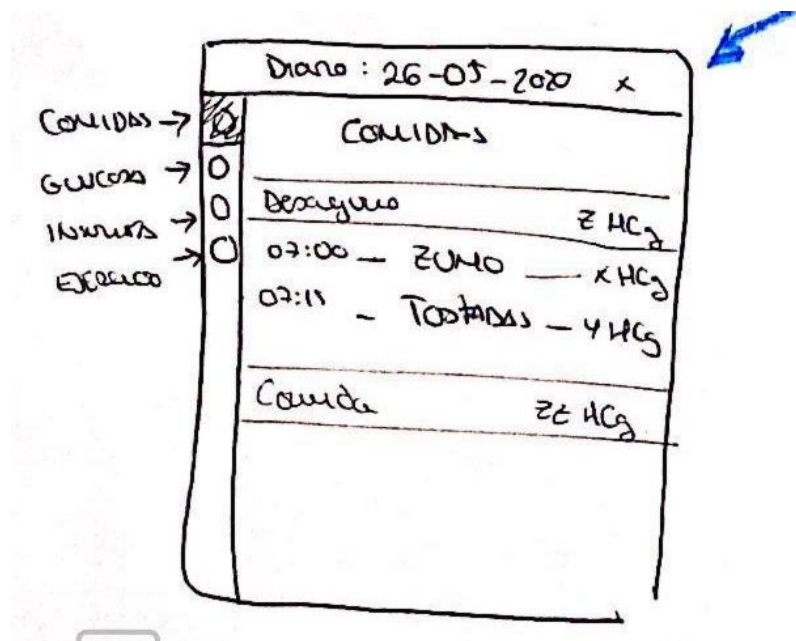 Diario : 26-05-2020 x
COMIDAS →
COMIDAS
GLUCOSA →
INSULINA →
EJERCICIO →
Desayuno Z HCg
07:00 — ZUMO — X HCg
07:15 — TOSTADAS — Y HCg
Comida ZZ HCg